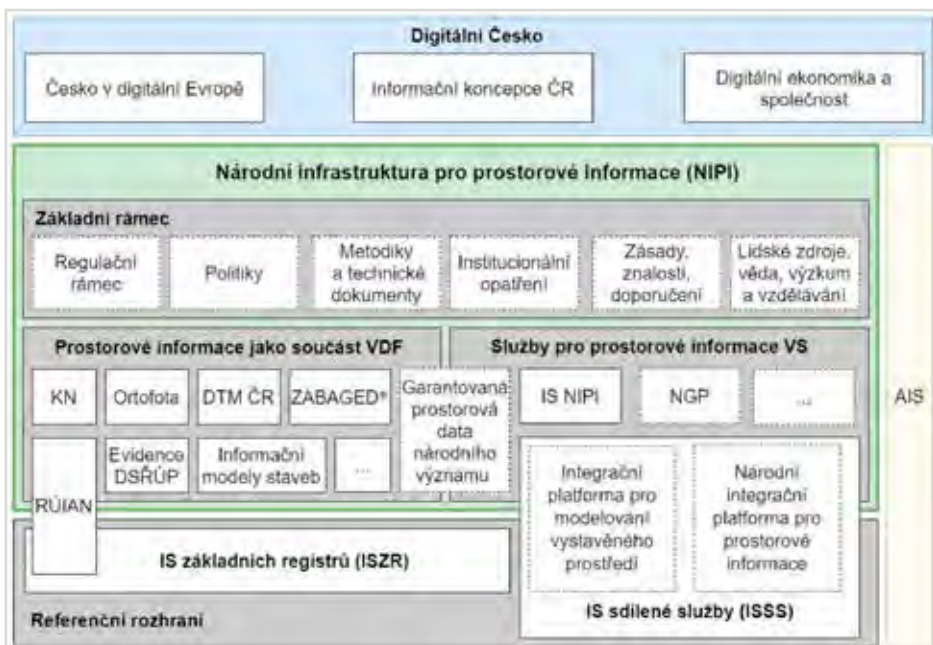 Digitální Česko
Česko v digitální Evropě
Informační koncepce ČR
Digitální ekonomika a
společnost
Národní infrastruktura pro prostorové informace (NIPI)
Základní rámec
Regulační
rámec
Politiky
Metodiky
a technické
dokumenty
Institucionální
opatření
Zásady,
znalosti,
doporučení
Lidské zdroje,
věda, výzkum
a vzdělávání
Prostorové informace jako součást VDF
KN
Ortofota
DTM ČR
ZABAGED®
Garantovaná
prostorová
data
národního
významu
RÚIAN
Evidence
DSŘÚP
Informační
modely staveb
...
Služby pro prostorové informace VS
IS NIPI
NGP
...
Integrační
platforma pro
modelování
vystavěného
prostředí
Národní
integrační
platforma pro
prostorové
informace
IS sdílené služby (ISSS)
IS základních registrů (ISZR)
Referenční rozhraní
AIS